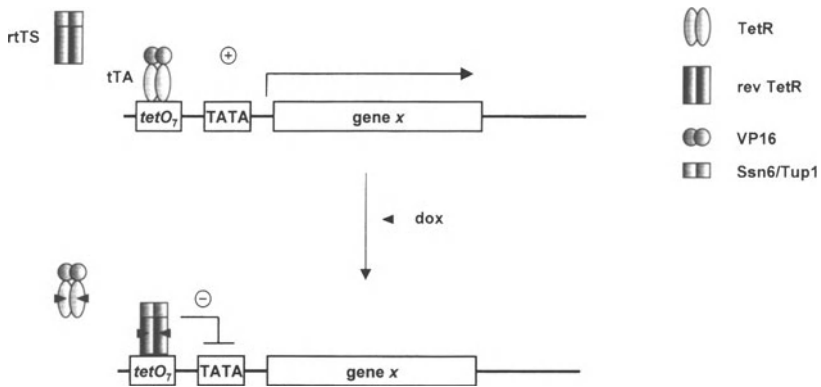 rtTS
tTA
+
tetO7
TATA
gene x
dox
−
tetO7
TATA
gene x
TetR
rev TetR
VP16
Ssn6/Tup1